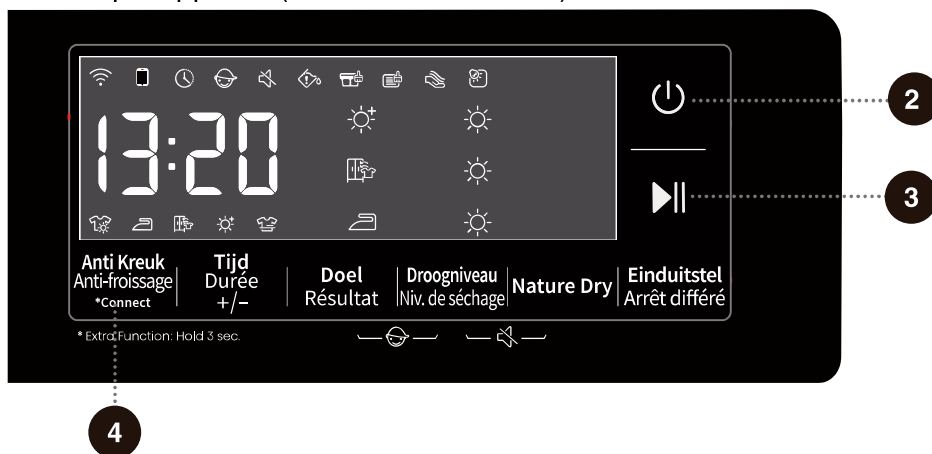 13:20
2
3
Anti Kreuk
Anti-froissage
*Connect
Tijd
Durée
+/-
Doel
Résultat
Droogniveau
Niv. de séchage
Nature Dry
Einduitstel
Arrêt différé
* Extra Function: Hold 3 sec.
4